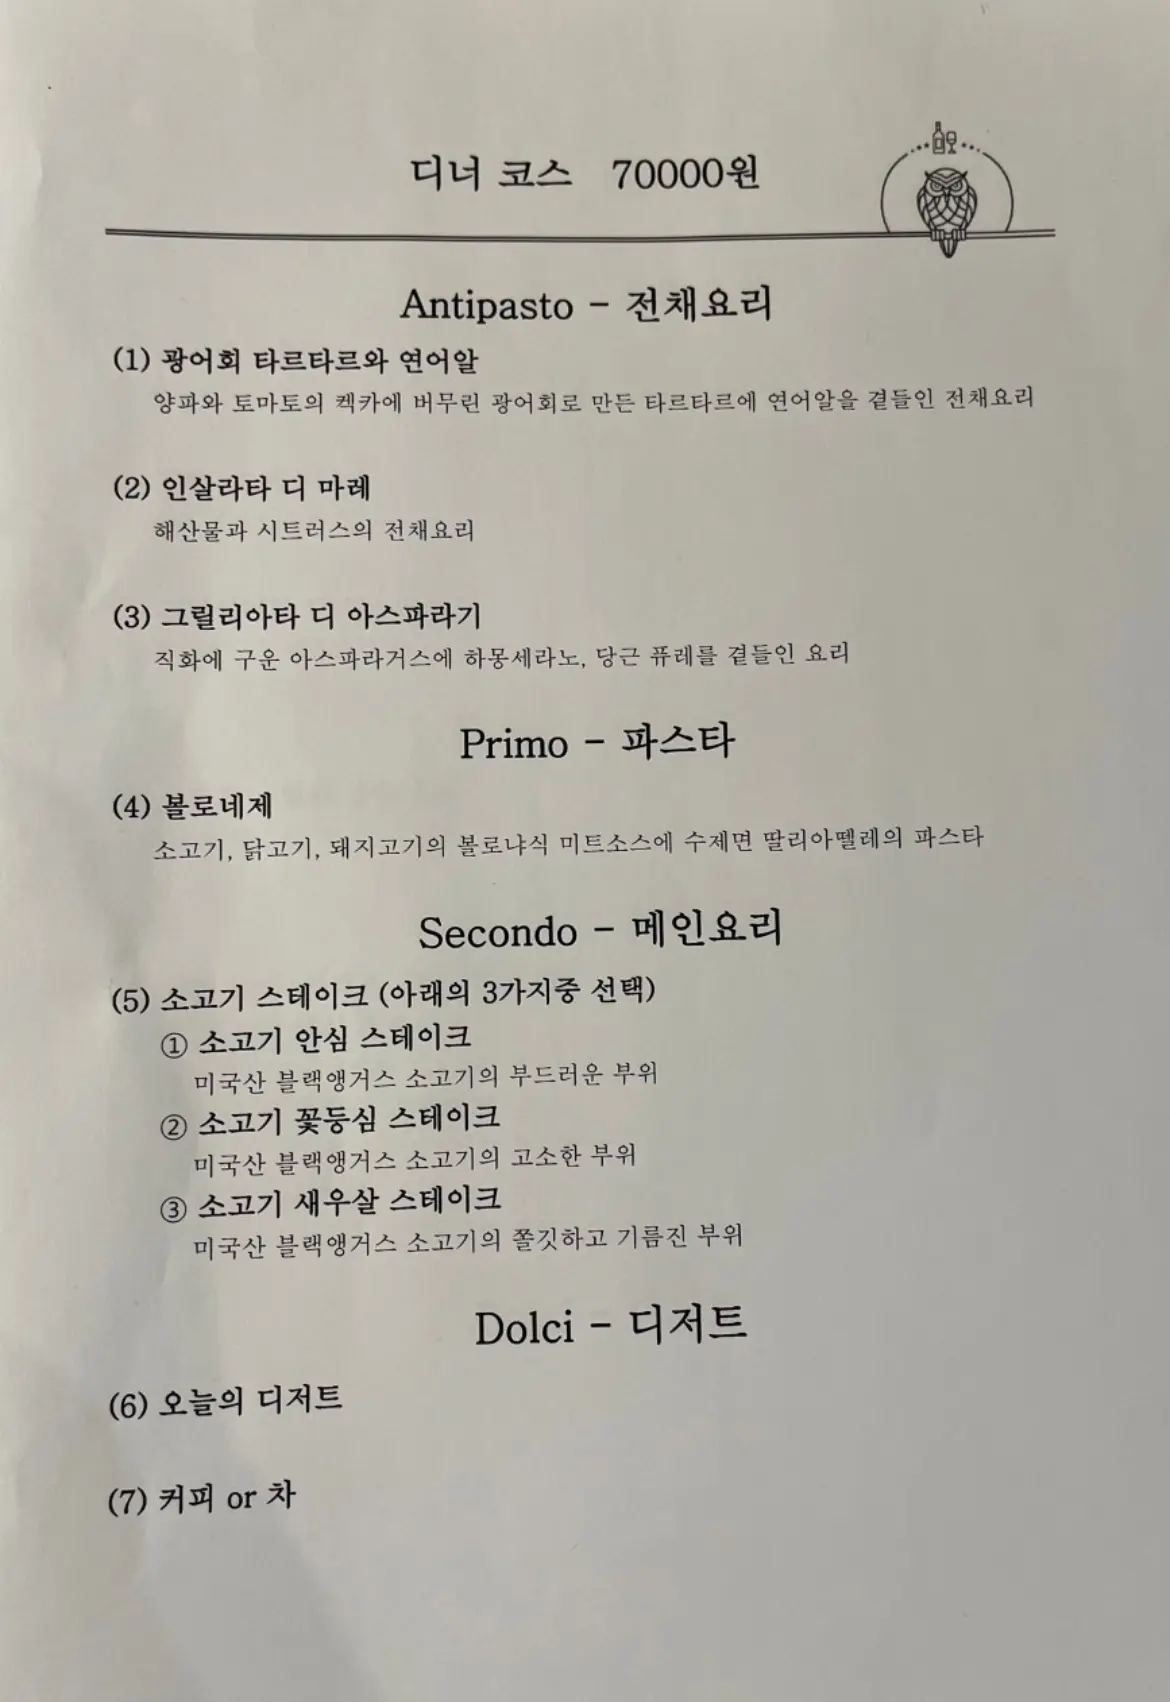 디너 코스 70000원
Antipasto - 전채요리
(1) 광어회 타르타르와 연어알
양파와 토마토의 켁카에 버무린 광어회로 만든 타르타르에 연어알을 곁들인 전채요리
(2) 인살라타 디 마레
해산물과 시트러스의 전채요리
(3) 그릴리아타 디 아스파라기
직화에 구운 아스파라거스에 하몽세라노, 당근 퓨레를 곁들인 요리
Primo - 파스타
(4) 볼로네제
소고기, 닭고기, 돼지고기의 볼로냐식 미트소스에 수제면 딸리아뗄레의 파스타
Secondo - 메인요리
(5) 소고기 스테이크 (아래의 3가지중 선택)
① 소고기 안심 스테이크
미국산 블랙앵거스 소고기의 부드러운 부위
② 소고기 꽃등심 스테이크
미국산 블랙앵거스 소고기의 고소한 부위
③ 소고기 새우살 스테이크
미국산 블랙앵거스 소고기의 쫄깃하고 기름진 부위
Dolci - 디저트
(6) 오늘의 디저트
(7) 커피 or 차